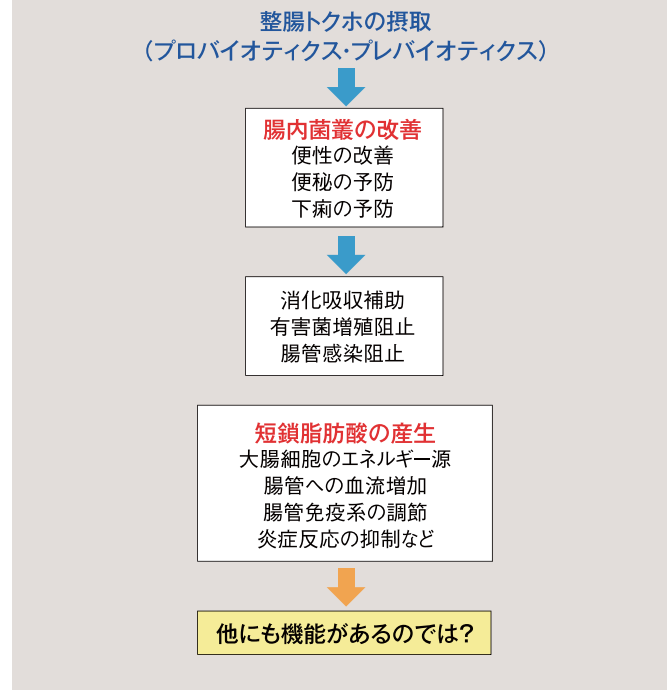 整腸トクホの摂取
（プロバイオティクス・プレバイオティクス）
腸内菌叢の改善
便性の改善
便秘の予防
下痢の予防
消化吸収補助
有害菌増殖阻止
腸管感染阻止
短鎖脂肪酸の産生
大腸細胞のエネルギー源
腸管への血流増加
腸管免疫系の調節
炎症反応の抑制など
他にも機能があるのでは？